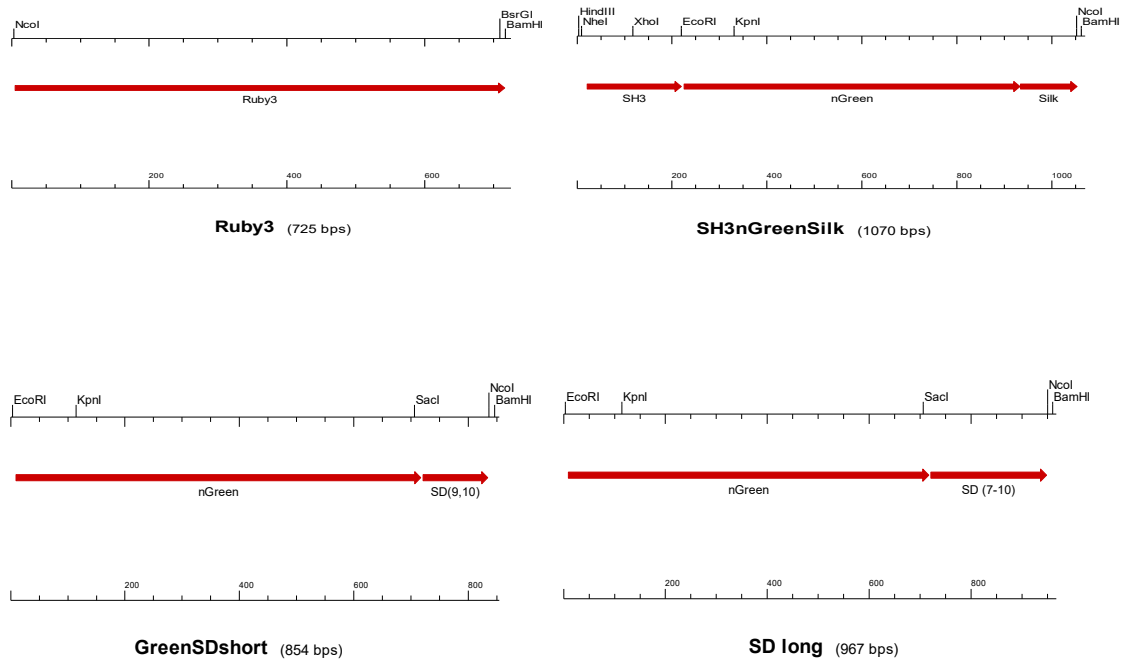 NcoI
BsrGI
BamHI
Ruby3
200
400
600
Ruby3 (725 bps)
HindIII
NheI
XhoI
EcoRI
KpnI
NcoI
BamHI
SH3
nGreen
Silk
200
400
600
800
1000
SH3nGreenSilk (1070 bps)
EcoRI
KpnI
SacI
NcoI
BamHI
nGreen
SD(9,10)
200
400
600
800
GreenSDshort (854 bps)
EcoRI
KpnI
SacI
NcoI
BamHI
nGreen
SD (7-10)
200
400
600
800
SD long (967 bps)